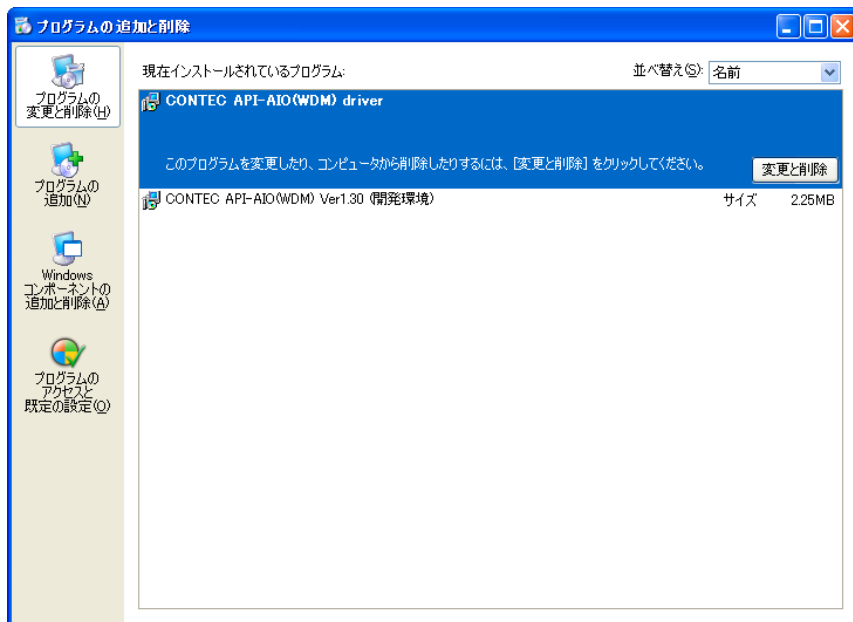 プログラムの追加と削除
プログラムの
変更と削除(H)
プログラムの
追加(N)
Windows
コンポーネントの
追加と削除(A)
プログラムの
アクセスと
既定の設定(O)
現在インストールされているプログラム:
並べ替え(S):
名前
CONTEC API-AIO(WDM) driver
このプログラムを変更したり、コンピュータから削除したりするには、[変更と削除] をクリックしてください。
変更と削除
CONTEC API-AIO(WDM) Ver1.30 (開発環境)
サイズ
2.25MB